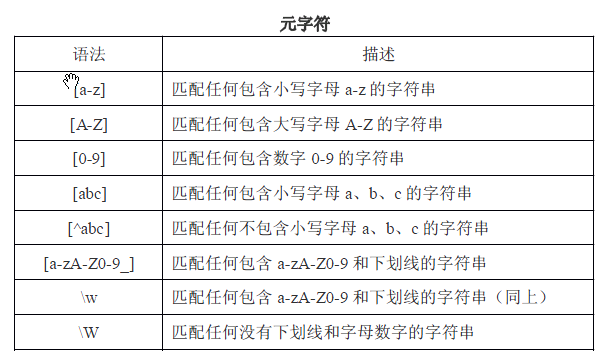 元字符
语法 描述
[a-z] 匹配任何包含小写字母 a-z 的字符串
[A-Z] 匹配任何包含大写字母 A-Z 的字符串
[0-9] 匹配任何包含数字 0-9 的字符串
[abc] 匹配任何包含小写字母 a、b、c 的字符串
[^abc] 匹配任何不包含小写字母 a、b、c 的字符串
[a-zA-Z0-9_] 匹配任何包含 a-zA-Z0-9 和下划线的字符串
\w 匹配任何包含 a-zA-Z0-9 和下划线的字符串（同上）
\W 匹配任何没有下划线和字母数字的字符串